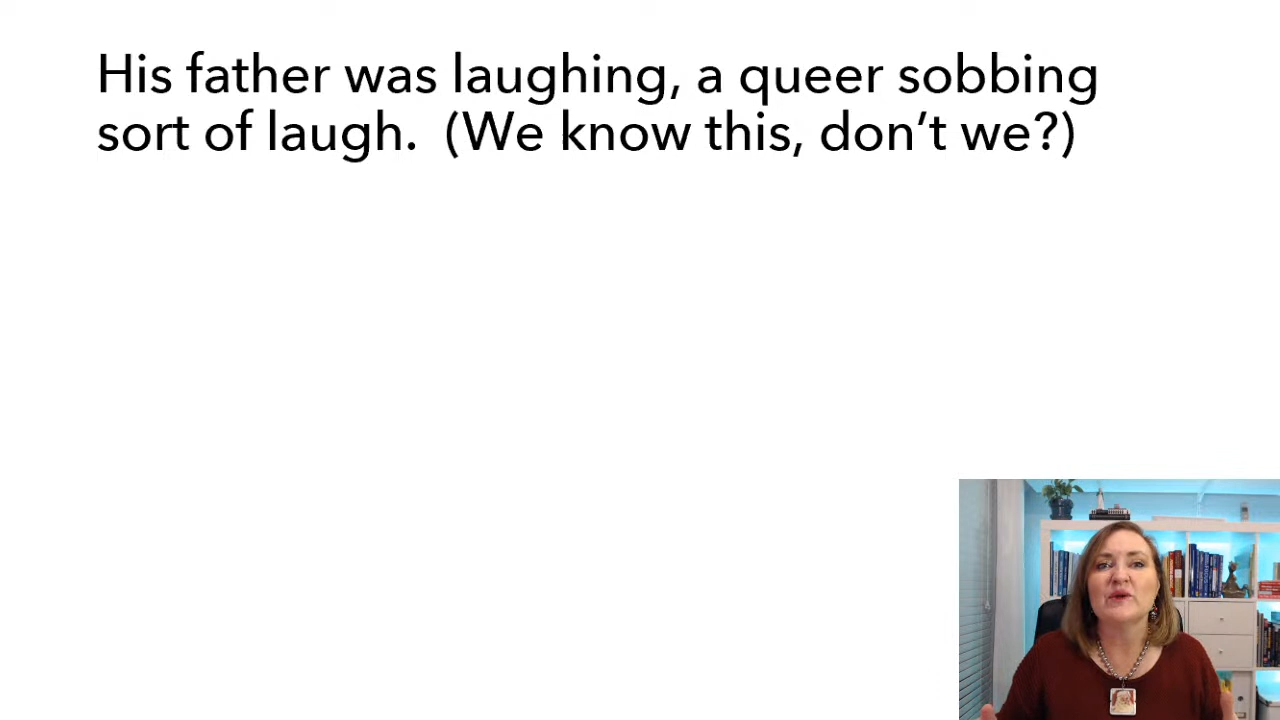 His father was laughing, a queer sobbing
sort of laugh.  (We know this, don’t we?)